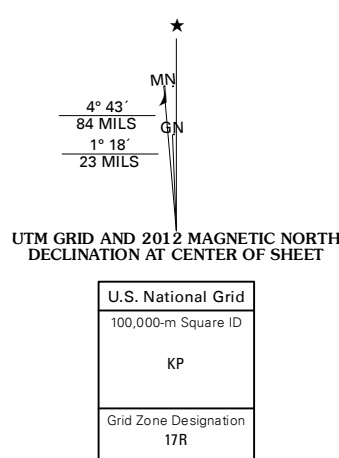 ★
MN
4° 43´
84 MILS
GN
1° 18´
23 MILS
UTM GRID AND 2012 MAGNETIC NORTH
DECLINATION AT CENTER OF SHEET
U.S. National Grid
100,000-m Square ID
KP
Grid Zone Designation
17R